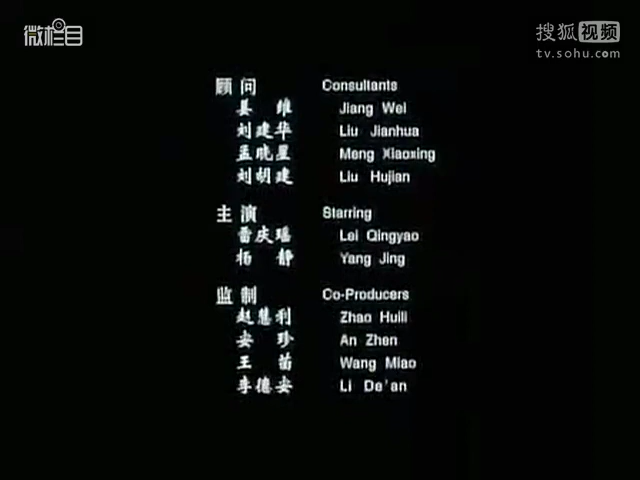 微栏目
搜狐视频
tv.sohu.com
顾问 Consultants
姜维 Jiang Wei
刘建华 Liu Jianhua
孟晓星 Meng Xiaoxing
刘胡建 Liu Hujian
主演 Starring
雷庆瑶 Lei Qingyao
杨静 Yang Jing
监制 Co-Producers
赵慧利 Zhao Huili
安珍 An Zhen
王苗 Wang Miao
李德安 Li De'an